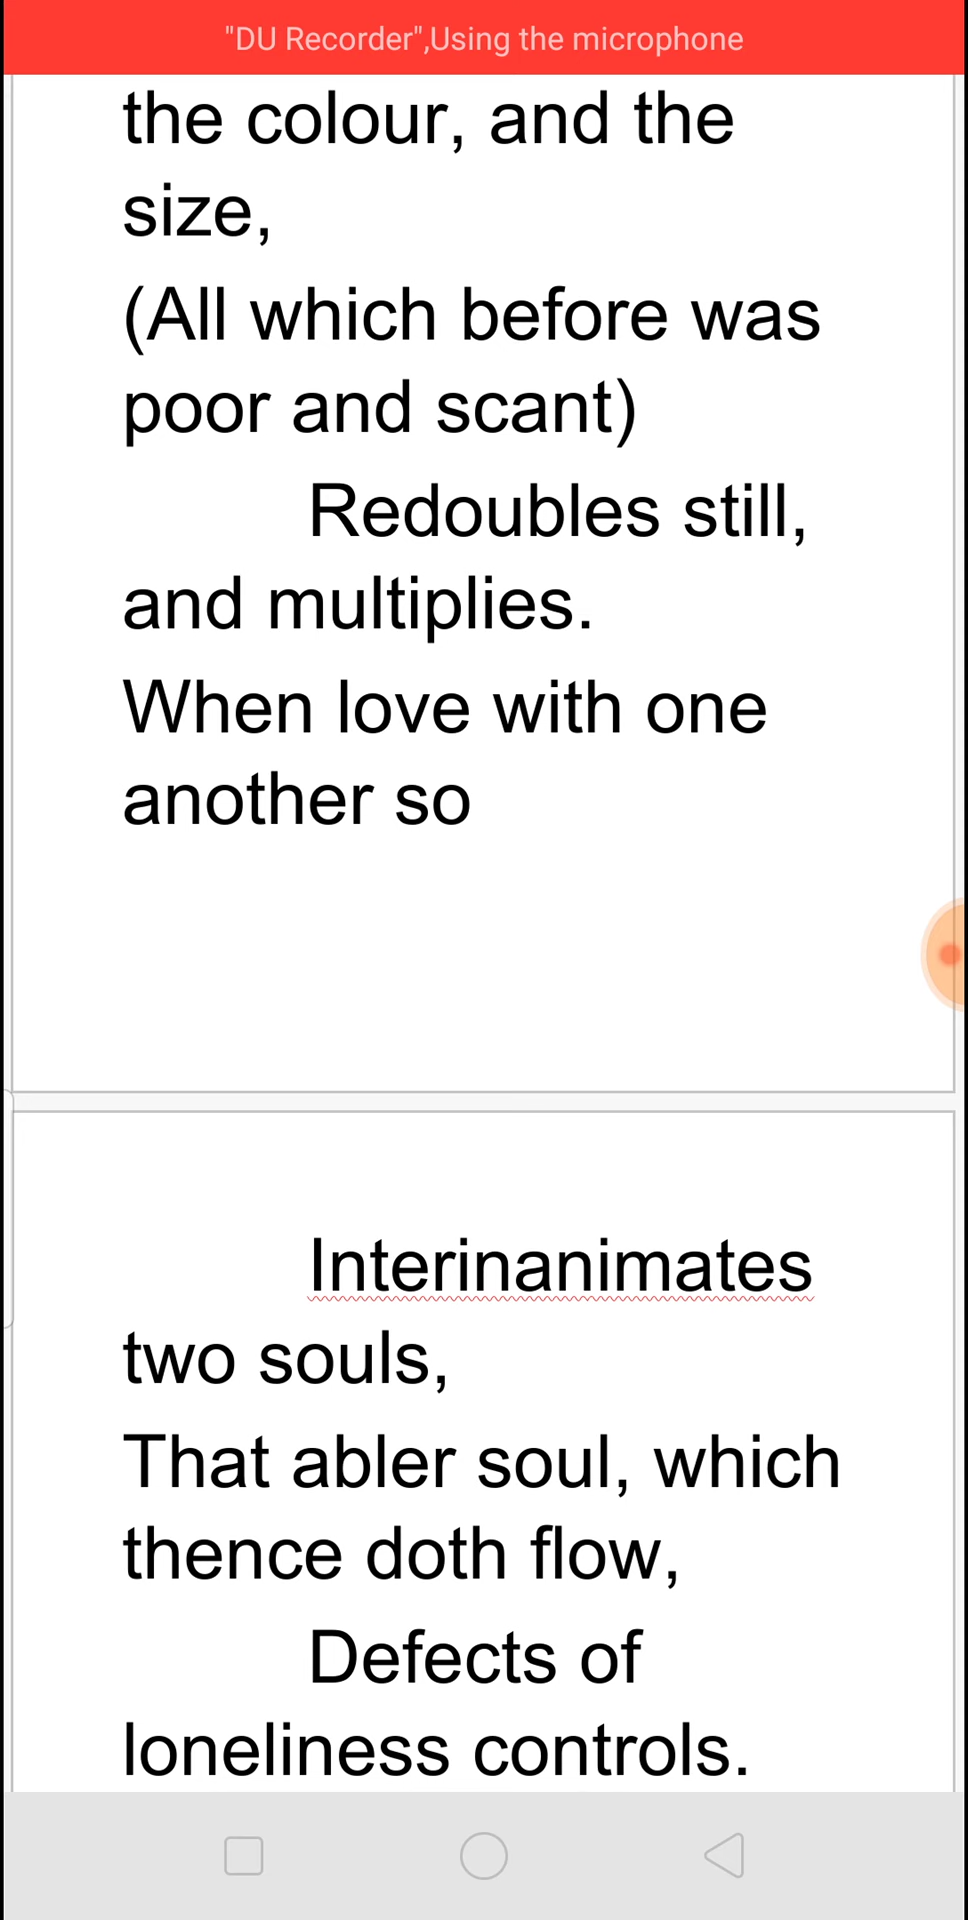 "DU Recorder",Using the microphone
the colour, and the
size,
(All which before was
poor and scant)
Redoubles still,
and multiplies.
When love with one
another so
Interinanimates
two souls,
That abler soul, which
thence doth flow,
Defects of
loneliness controls.